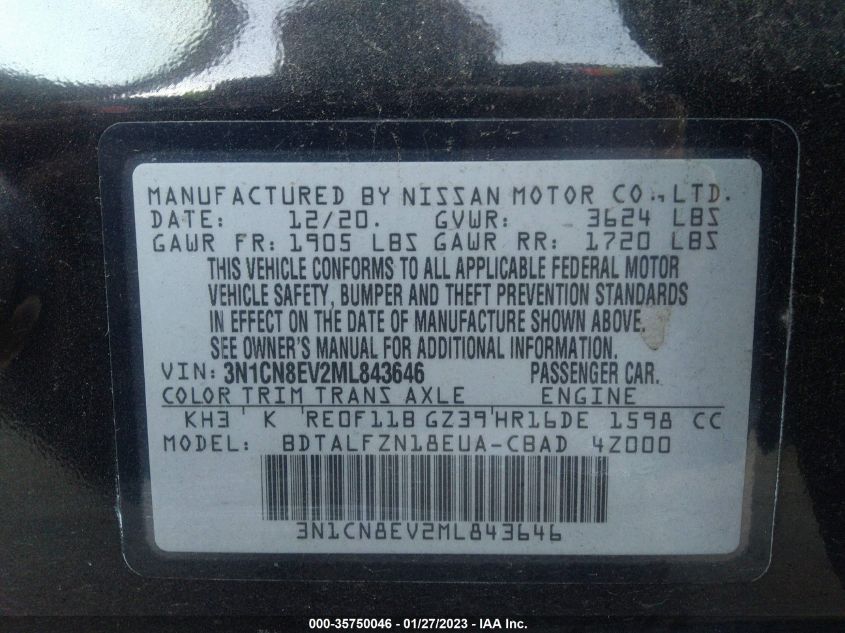 MANUFACTURED BY NISSAN MOTOR CO., LTD.
DATE: 12/20. GVWR: 3624 LBS
GAWR FR: 1905 LBS GAWR RR: 1720 LBS
THIS VEHICLE CONFORMS TO ALL APPLICABLE FEDERAL MOTOR
VEHICLE SAFETY, BUMPER AND THEFT PREVENTION STANDARDS
IN EFFECT ON THE DATE OF MANUFACTURE SHOWN ABOVE.
SEE OWNER'S MANUAL FOR ADDITIONAL INFORMATION.
VIN: 3N1CN8EV2ML843646 PASSENGER CAR.
COLOR TRIM TRANS AXLE ENGINE
KH3 K RE0F11B GZ39 HR16DE 1598 CC
MODEL: BDTALFZN18EUA-CBAD 4Z000
3N1CN8EV2ML843646
000-35750046 - 01/27/2023 - IAA Inc.